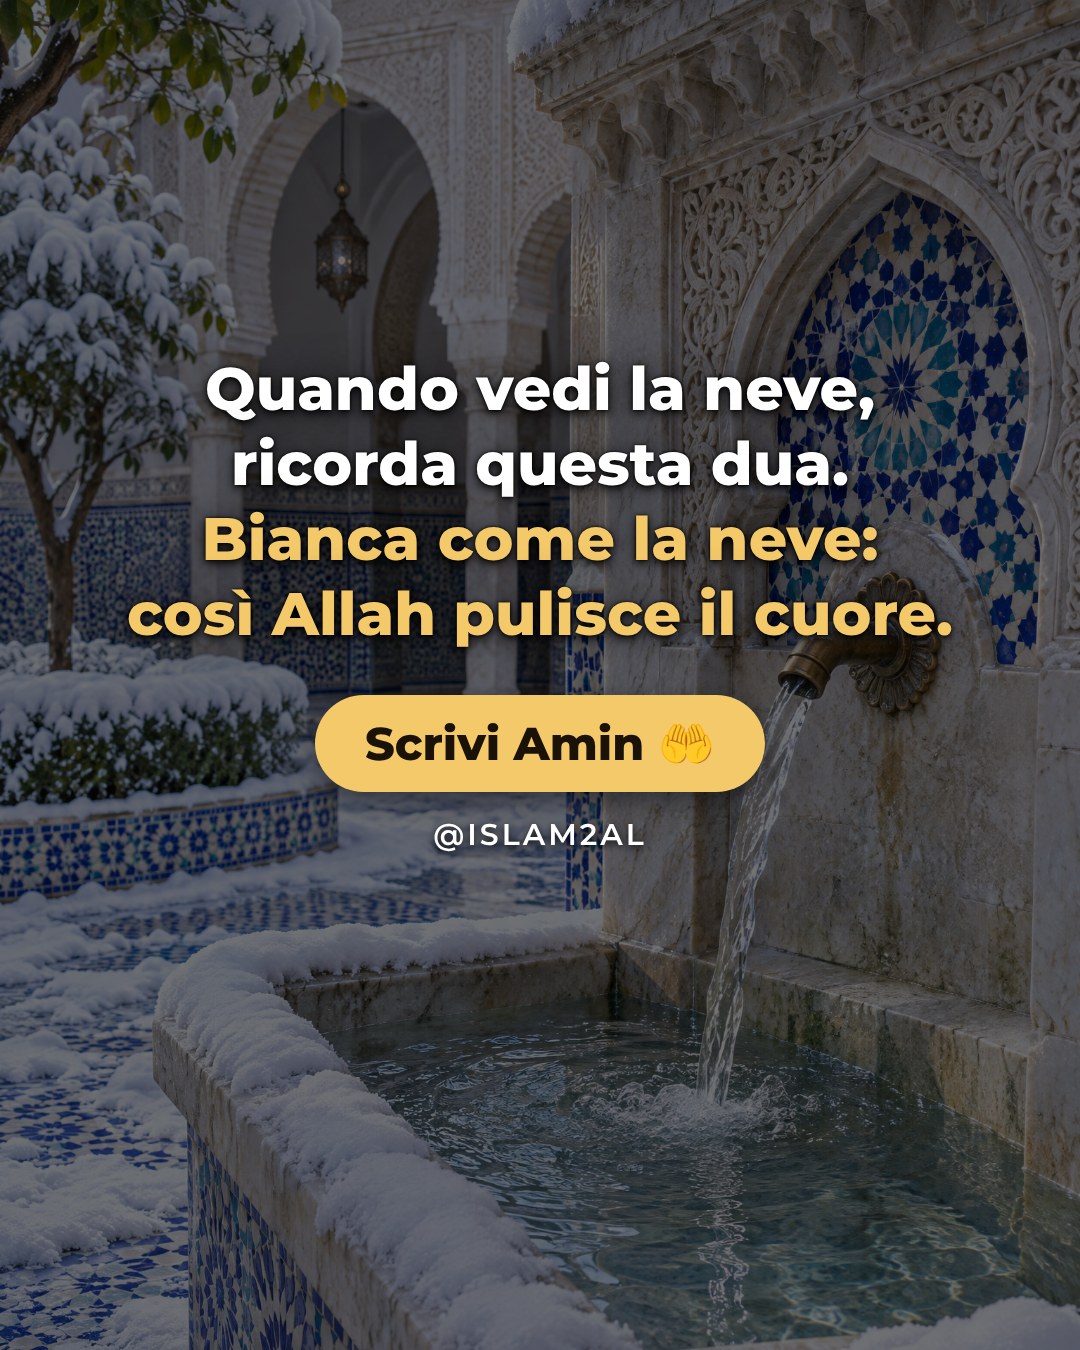 Quando vedi la neve,
ricorda questa dua.
Bianca come la neve:
così Allah pulisce il cuore.
Scrivi Amin 🤲
@ISLAM2AL